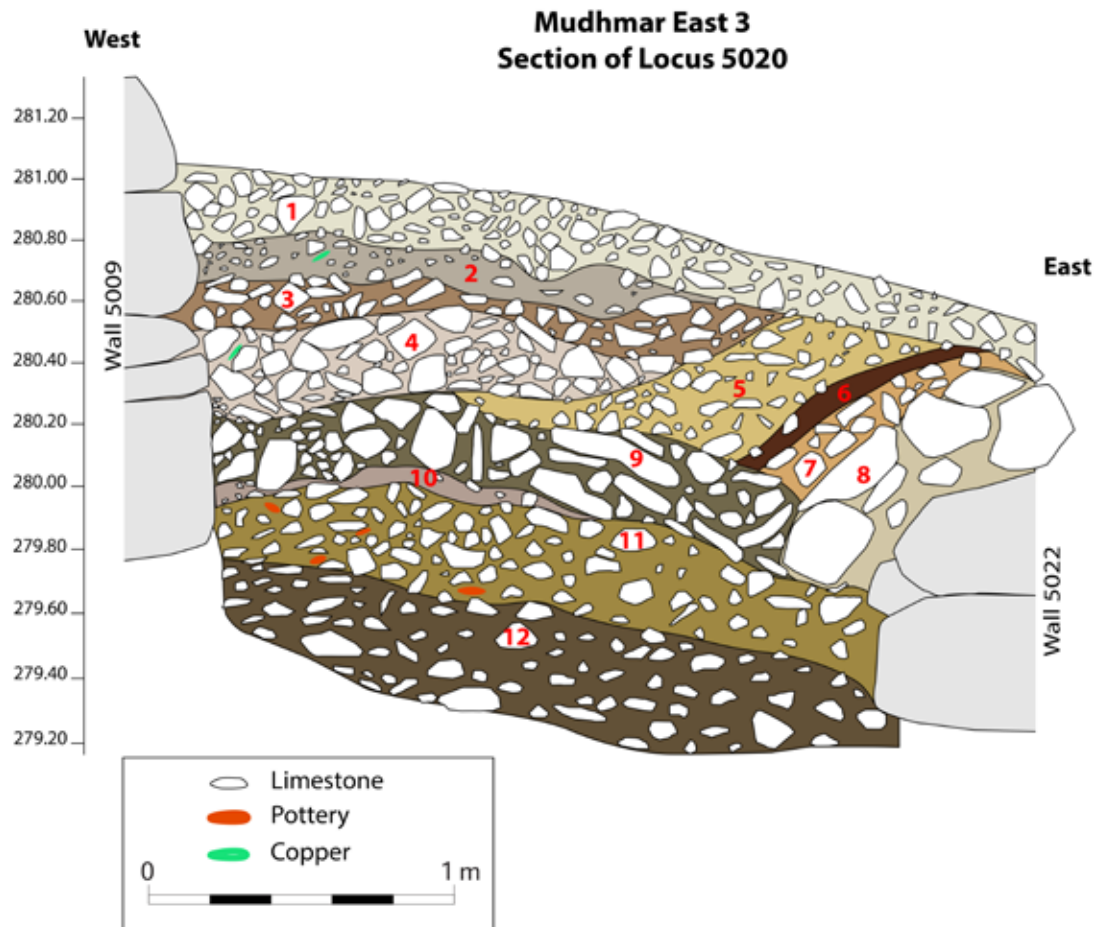 Mudhmar East 3
Section of Locus 5020
West
East
281.20
281.00
280.80
280.60
280.40
280.20
280.00
279.80
279.60
279.40
279.20
Wall 5009
Wall 5022
1
2
3
4
5
6
7
8
9
10
11
12
Limestone
Pottery
Copper
0 1 m